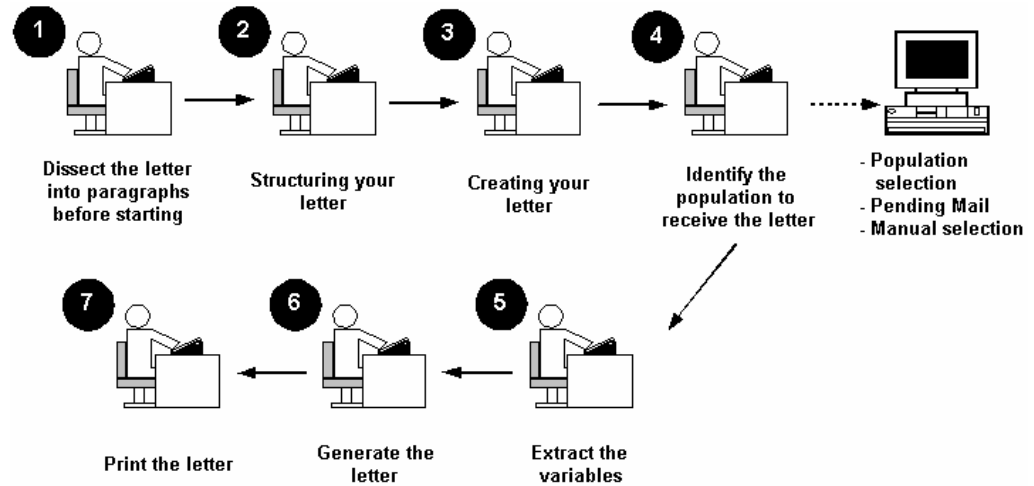 1
Dissect the letter
into paragraphs
before starting
2
Structuring your
letter
3
Creating your
letter
4
Identify the
population to
receive the letter
- Population
selection
- Pending Mail
- Manual selection
5
Extract the
variables
6
Generate the
letter
7
Print the letter